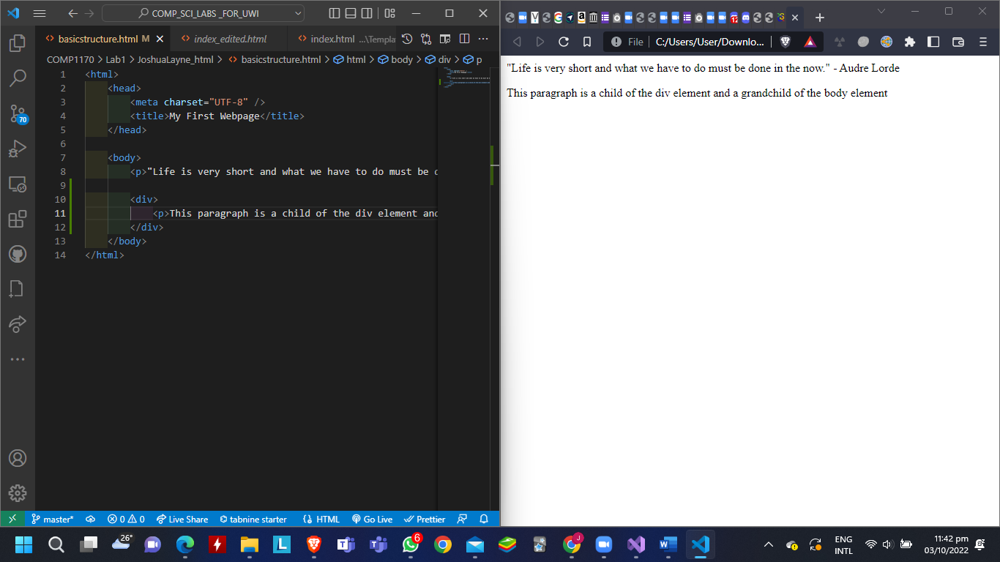 COMP_SCI_LABS _FOR_UWI
basicstructure.html M
index_edited.html
index.html ...\Templa
COMP1170 > Lab1 > JoshuaLayne_html > basicstructure.html > html > body > div > p
1 <html>
2 <head>
3 <meta charset="UTF-8" />
4 <title>My First Webpage</title>
5 </head>
6
7 <body>
8 <p>"Life is very short and what we have to do must be d
9
10 <div>
11 <p>This paragraph is a child of the div element and
12 </div>
13 </body>
14 </html>
70
master* 0 0 Live Share tabnine starter HTML Go Live Prettier
File C:/Users/User/Downlo...
"Life is very short and what we have to do must be done in the now." - Audre Lorde
This paragraph is a child of the div element and a grandchild of the body element
26°
6
J
ENG
INTL
11:42 pm
03/10/2022